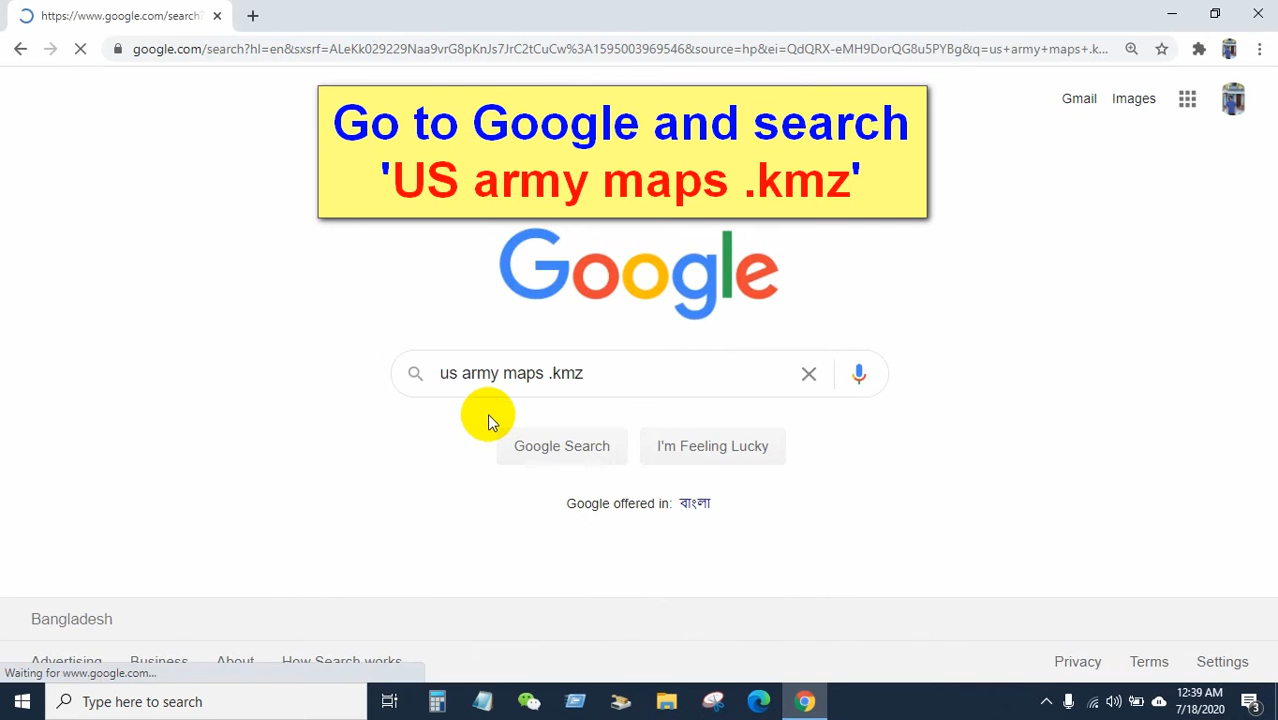 https://www.google.com/search?
google.com/search?hl=en&sxsrf=ALeKk029229Naa9vrG8pKnJs7JrC2tCuCw%3A1595003969546&source=hp&ei=QdQRX-eMH9DorQG8u5PYBg&q=us+army+maps+.k...
Gmail Images
Go to Google and search
'US army maps .kmz'
Google
us army maps .kmz
Google Search I'm Feeling Lucky
Google offered in: বাংলা
Bangladesh
Advertising Business About How Search works Privacy Terms Settings
Waiting for www.google.com...
Type here to search
12:39 AM
7/18/2020
3